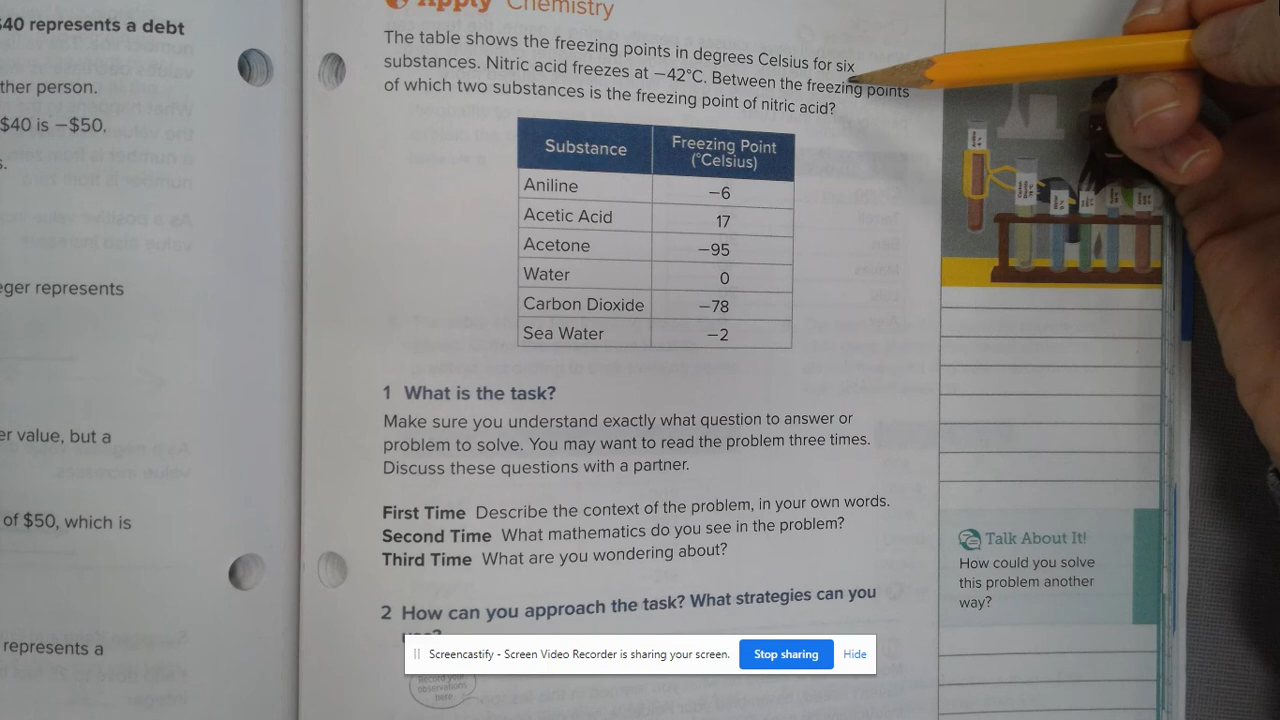 $40 represents a debt
ther person.
$40 is −$50.
s.
eger represents
er value, but a
of $50, which is
represents a
Apply Chemistry
The table shows the freezing points in degrees Celsius for six
substances. Nitric acid freezes at −42°C. Between the freezing points
of which two substances is the freezing point of nitric acid?
Substance Freezing Point (°Celsius)
Aniline −6
Acetic Acid 17
Acetone −95
Water 0
Carbon Dioxide −78
Sea Water −2
1 What is the task?
Make sure you understand exactly what question to answer or
problem to solve. You may want to read the problem three times.
Discuss these questions with a partner.
First Time Describe the context of the problem, in your own words.
Second Time What mathematics do you see in the problem?
Third Time What are you wondering about?
2 How can you approach the task? What strategies can you
Record your
observations
here
Talk About It!
How could you solve
this problem another
way?
Screencastify - Screen Video Recorder is sharing your screen.
Stop sharing
Hide